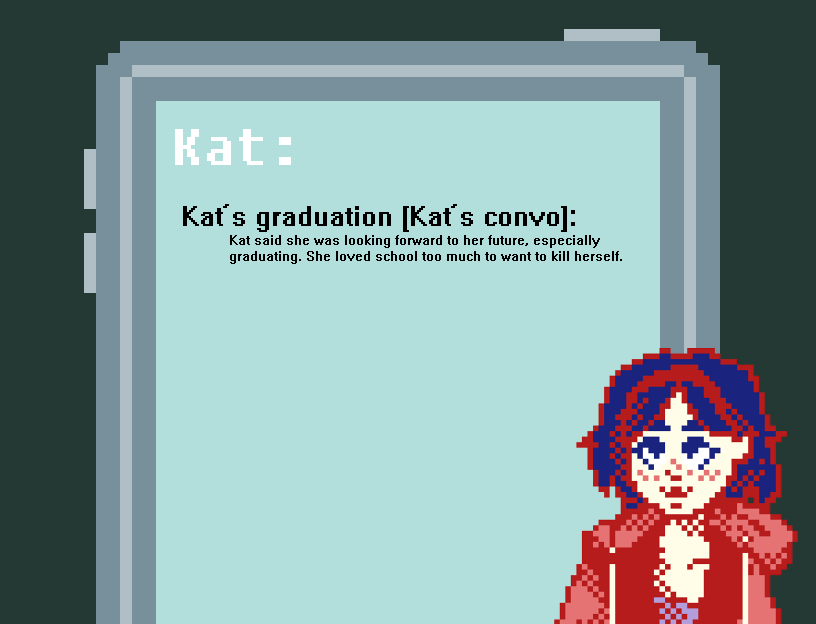 Kat:
Kat´s graduation [Kat´s convo]:
Kat said she was looking forward to her future, especially
graduating. She loved school too much to want to kill herself.